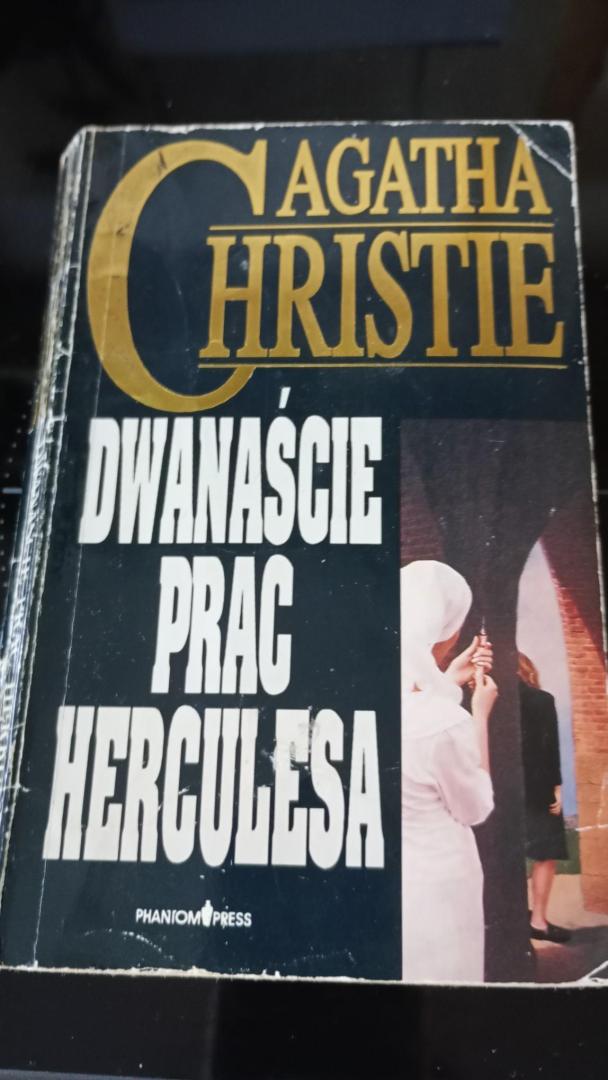 AGATHA
CHRISTIE
DWANAŚCIE
PRAC
HERCULESA
PHANTOM PRESS